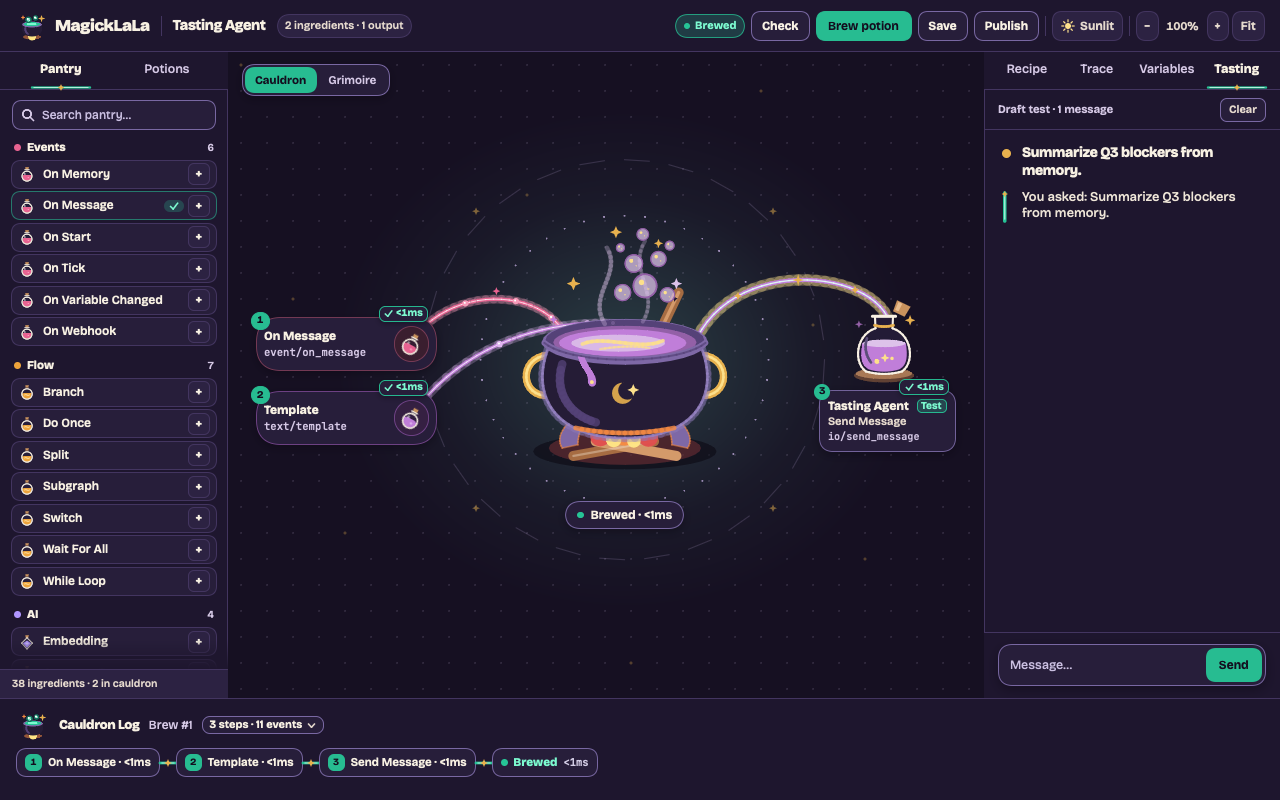 MagickLaLa
Tasting Agent
2 ingredients · 1 output
Brewed
Check
Brew potion
Save
Publish
Sunlit
−
100%
+
Fit
Pantry
Potions
Search pantry...
Events
6
On Memory
+
On Message
+
On Start
+
On Tick
+
On Variable Changed
+
On Webhook
+
Flow
7
Branch
+
Do Once
+
Split
+
Subgraph
+
Switch
+
Wait For All
+
While Loop
+
AI
4
Embedding
+
38 ingredients · 2 in cauldron
Cauldron
Grimoire
1
<1ms
On Message
event/on_message
2
<1ms
Template
text/template
Brewed · <1ms
3
<1ms
Tasting Agent
Test
Send Message
io/send_message
Recipe
Trace
Variables
Tasting
Draft test · 1 message
Clear
Summarize Q3 blockers from
memory.
You asked: Summarize Q3 blockers
from memory.
Message...
Send
Cauldron Log
Brew #1
3 steps · 11 events
1 On Message · <1ms
2 Template · <1ms
3 Send Message · <1ms
Brewed <1ms